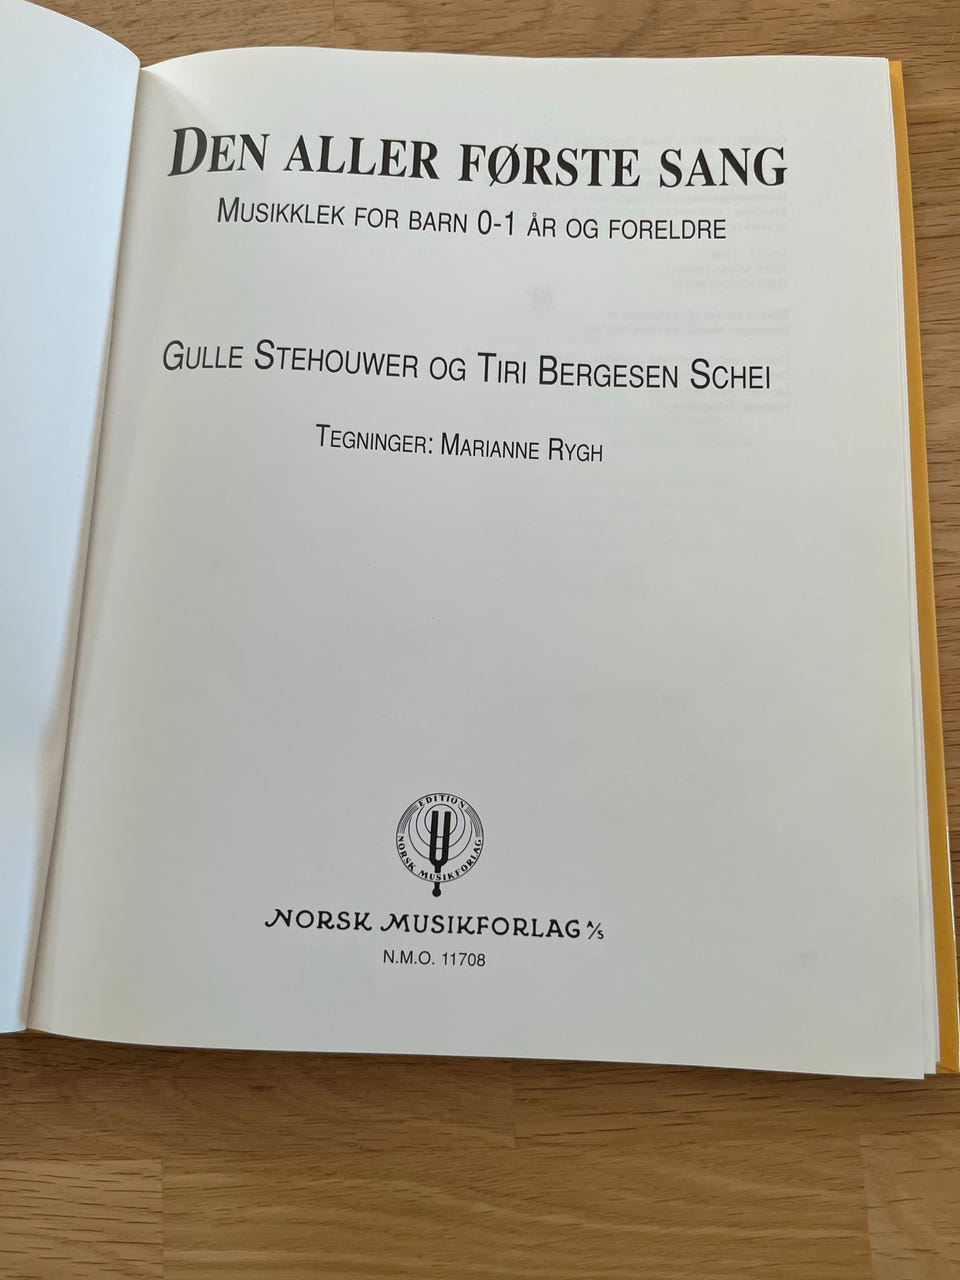 DEN ALLER FØRSTE SANG
MUSIKKLEK FOR BARN 0-1 ÅR OG FORELDRE
GULLE STEHOUWER OG TIRI BERGESEN SCHEI
TEGNINGER: MARIANNE RYGH
EDITION
NORSK MUSIKFORLAG
NORSK MUSIKFORLAG A/S
N.M.O. 11708